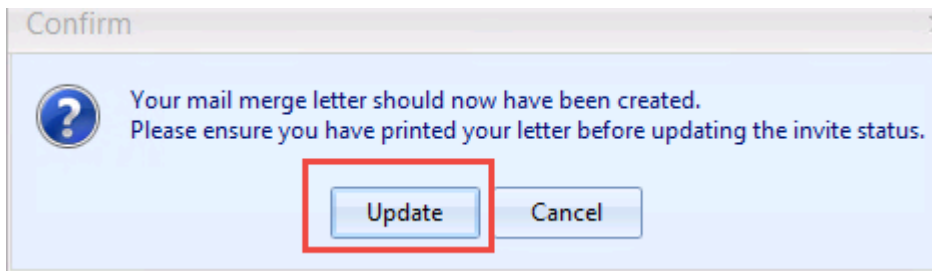 Confirm
Your mail merge letter should now have been created.
Please ensure you have printed your letter before updating the invite status.
Update
Cancel